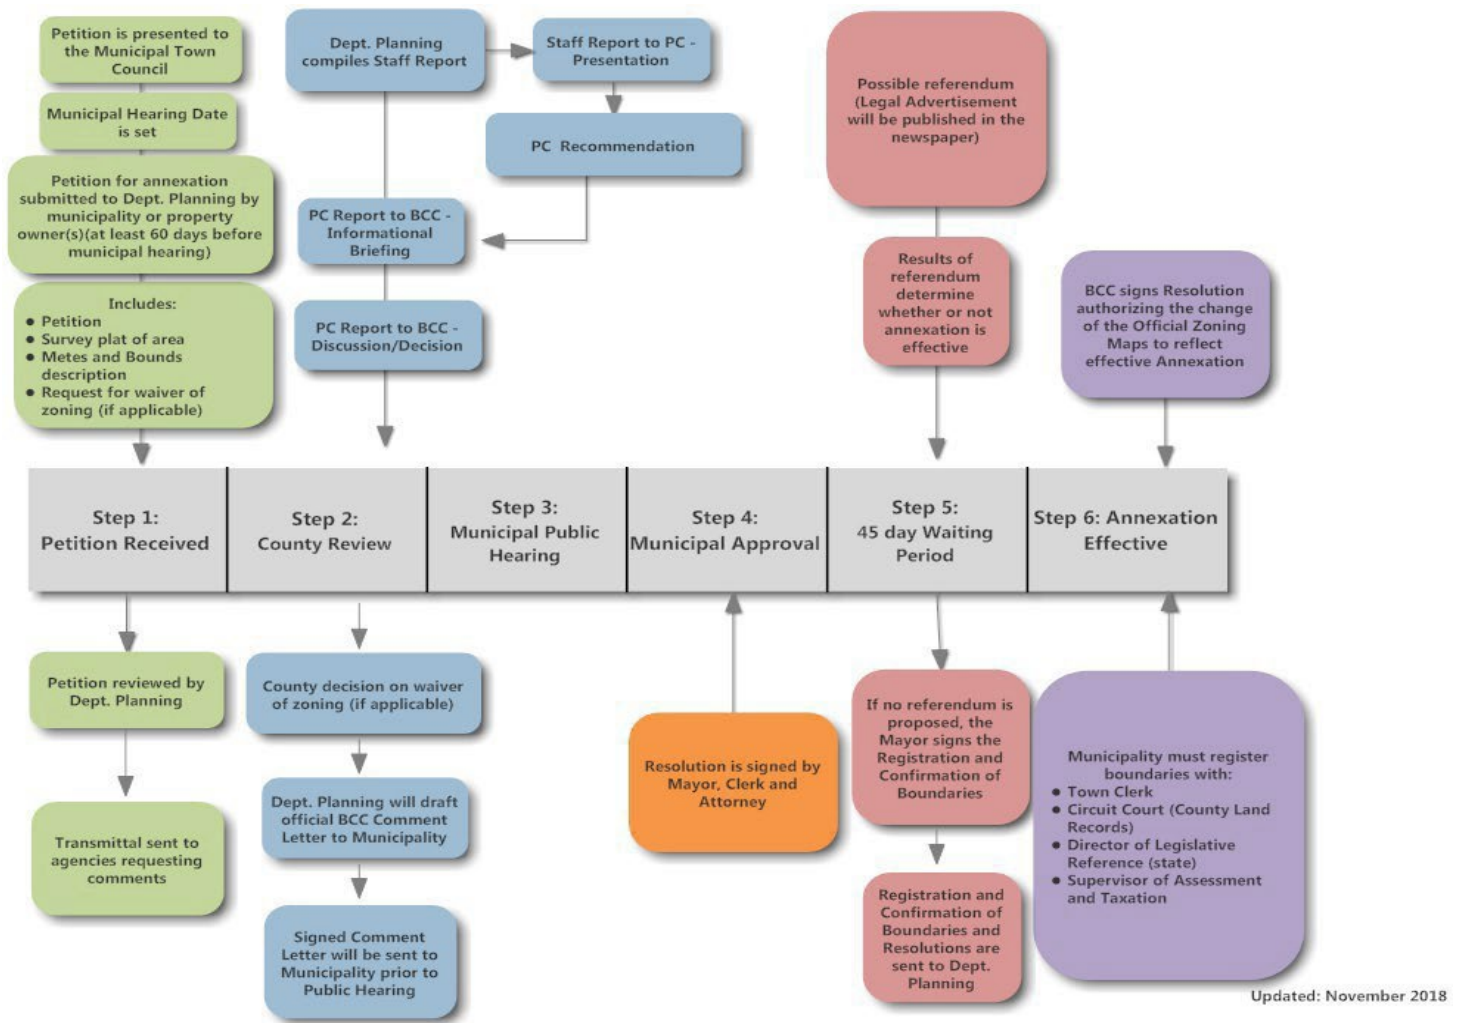 Petition is presented to
the Municipal Town
Council
Municipal Hearing Date
is set
Petition for annexation
submitted to Dept. Planning by
municipality or property
owner(s)(at least 60 days before
municipal hearing)
Includes:
● Petition
● Survey plat of area
● Metes and Bounds
description
● Request for waiver of
zoning (if applicable)
Dept. Planning
compiles Staff Report
Staff Report to PC -
Presentation
PC Recommendation
PC Report to BCC -
Informational
Briefing
PC Report to BCC -
Discussion/Decision
Possible referendum
(Legal Advertisement
will be published in the
newspaper)
Results of
referendum
determine
whether or not
annexation is
effective
BCC signs Resolution
authorizing the change
of the Official Zoning
Maps to reflect
effective Annexation
Step 1:
Petition Received
Step 2:
County Review
Step 3:
Municipal Public
Hearing
Step 4:
Municipal Approval
Step 5:
45 day Waiting
Period
Step 6: Annexation
Effective
Petition reviewed by
Dept. Planning
Transmittal sent to
agencies requesting
comments
County decision on waiver
of zoning (if applicable)
Dept. Planning will draft
official BCC Comment
Letter to Municipality
Signed Comment
Letter will be sent to
Municipality prior to
Public Hearing
Resolution is signed by
Mayor, Clerk and
Attorney
If no referendum is
proposed, the
Mayor signs the
Registration and
Confirmation of
Boundaries
Registration and
Confirmation of
Boundaries and
Resolutions are
sent to Dept.
Planning
Municipality must register
boundaries with:
● Town Clerk
● Circuit Court (County Land
Records)
● Director of Legislative
Reference (state)
● Supervisor of Assessment
and Taxation
Updated: November 2018